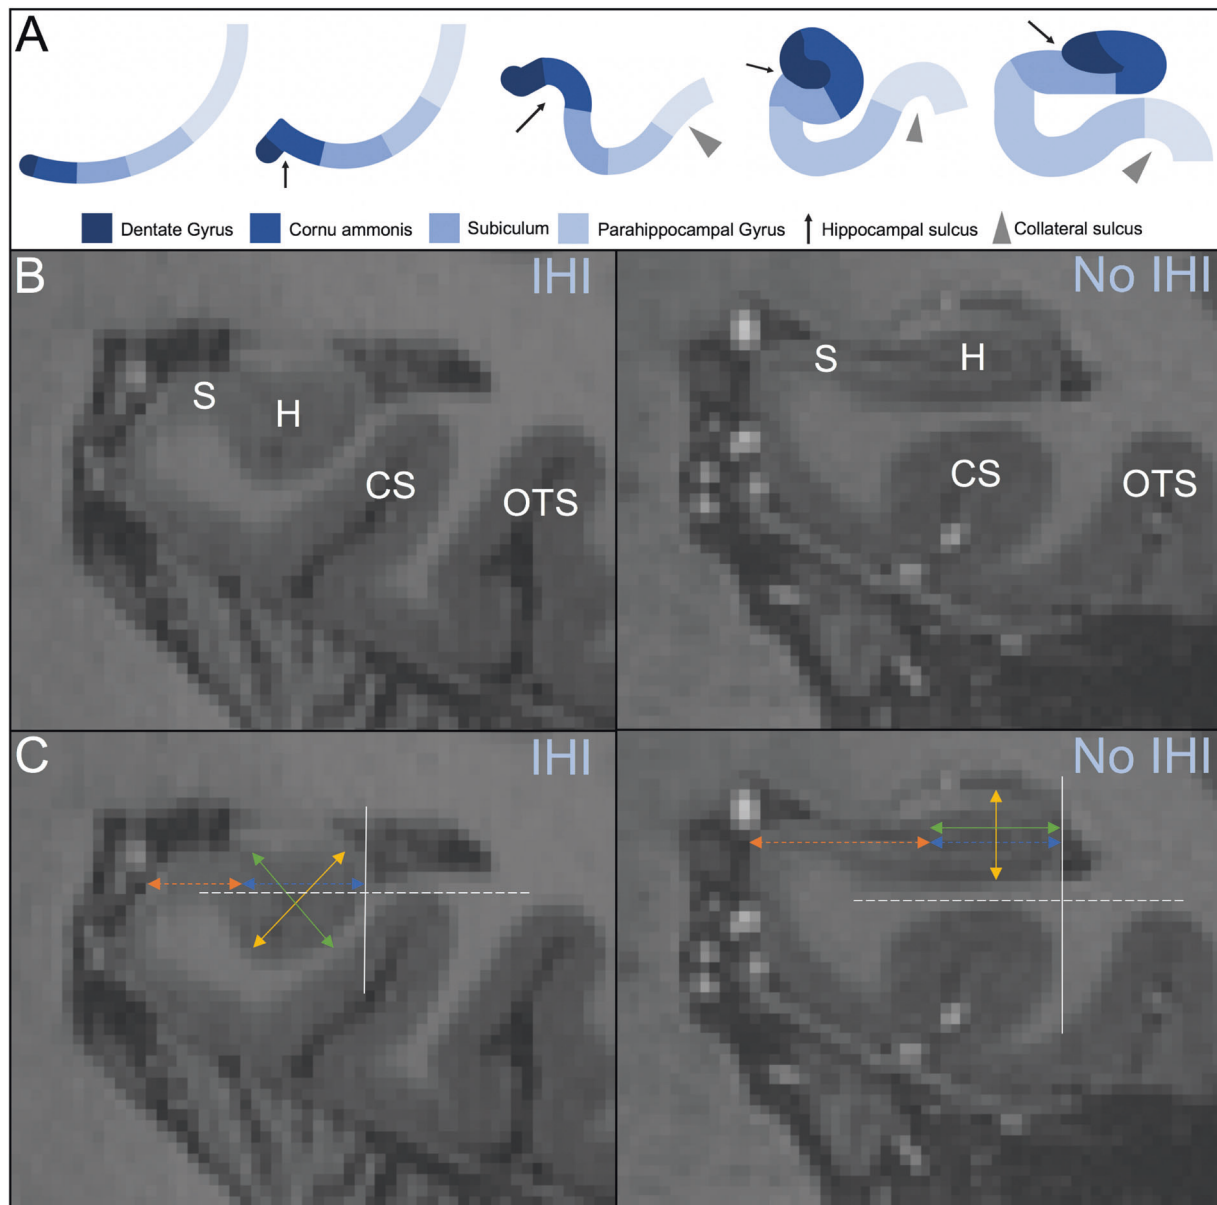 A
Dentate Gyrus Cornu ammonis Subiculum Parahippocampal Gyrus Hippocampal sulcus Collateral sulcus
B IHI No IHI
S H CS OTS S H CS OTS
C IHI No IHI